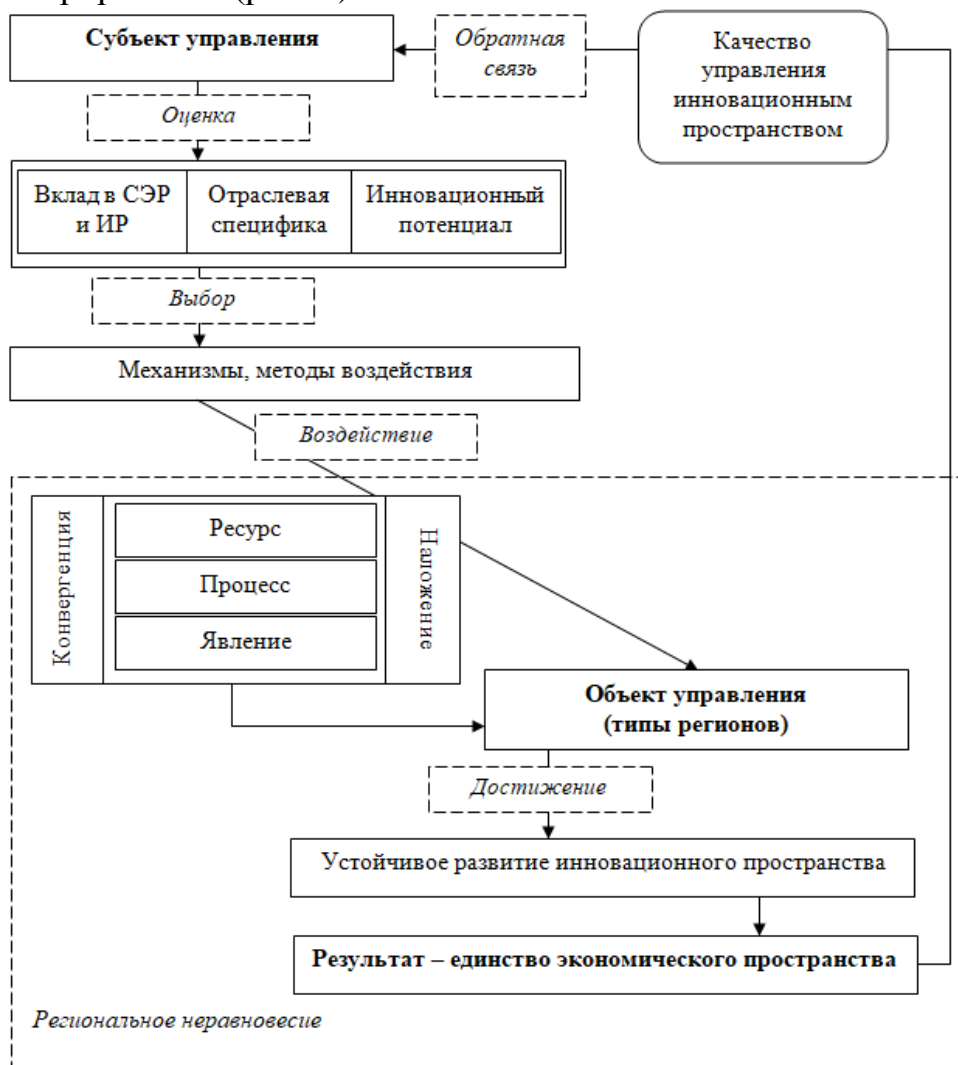 Субъект управления
Обратная
связь
Качество
управления
инновационным
пространством
Оценка
Вклад в СЭР
и ИР
Отраслевая
специфика
Инновационный
потенциал
Выбор
Механизмы, методы воздействия
Воздействие
Конвергенция
Ресурс
Процесс
Явление
Наложение
Объект управления
(типы регионов)
Достижение
Устойчивое развитие инновационного пространства
Результат – единство экономического пространства
Региональное неравновесие